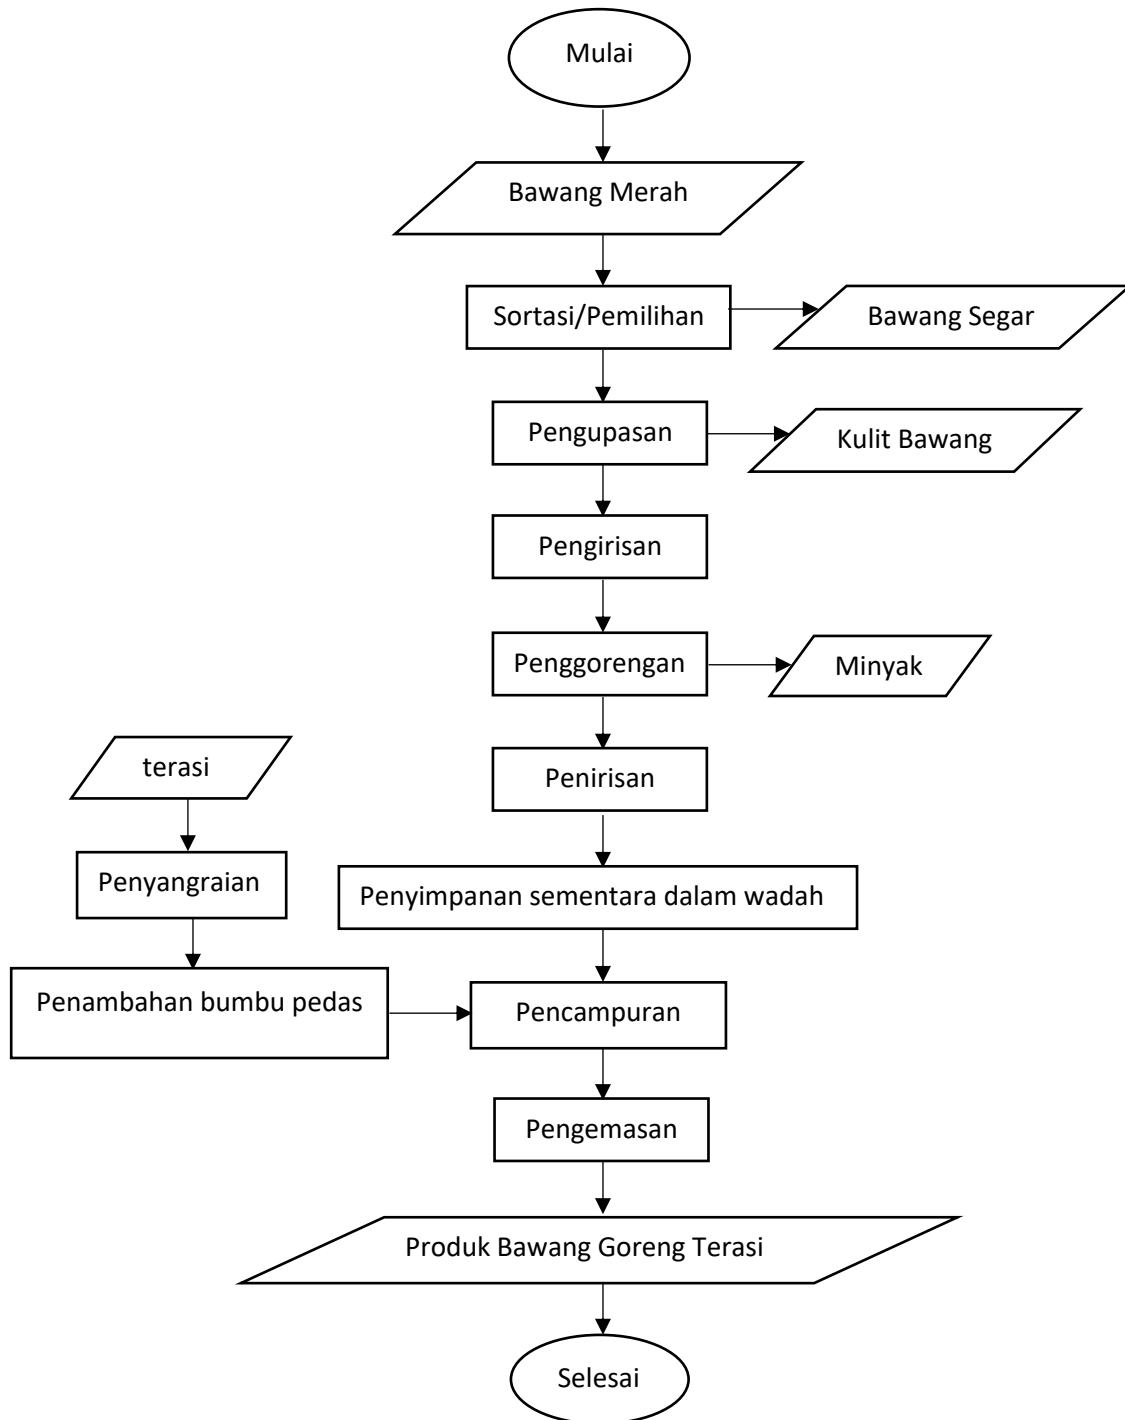 Mulai
Bawang Merah
Sortasi/Pemilihan
Bawang Segar
Pengupasan
Kulit Bawang
Pengirisan
Penggorengan
Minyak
Penirisan
terasi
Penyangraian
Penyimpanan sementara dalam wadah
Penambahan bumbu pedas
Pencampuran
Pengemasan
Produk Bawang Goreng Terasi
Selesai